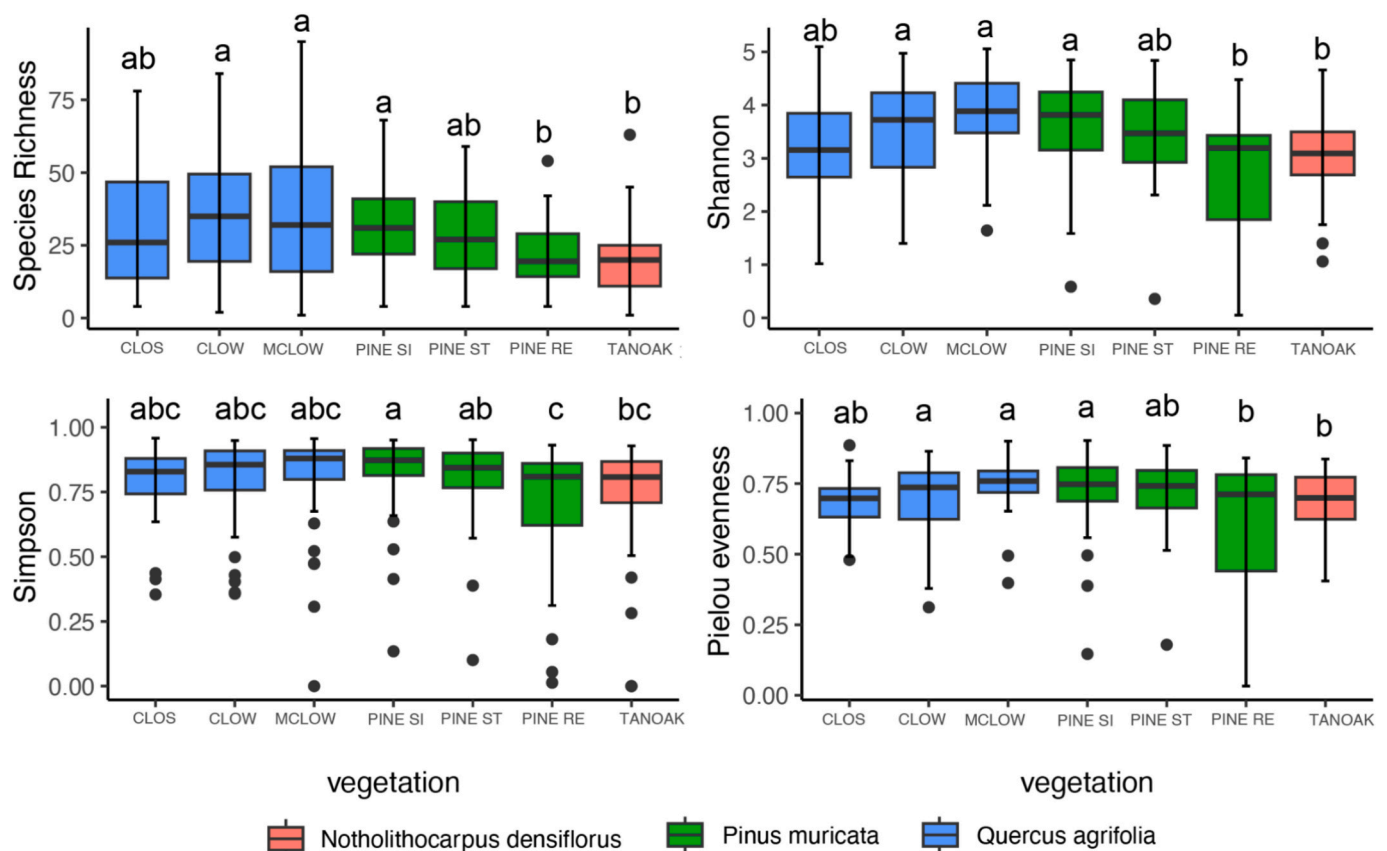 ab a a a ab b b
Species Richness
75
50
25
0
CLOS CLOW MCLOW PINE SI PINE ST PINE RE TANOAK
ab a a a ab b b
Shannon
5
4
3
2
1
0
CLOS CLOW MCLOW PINE SI PINE ST PINE RE TANOAK
abc abc abc a ab c bc
Simpson
1.00
0.75
0.50
0.25
0.00
CLOS CLOW MCLOW PINE SI PINE ST PINE RE TANOAK
vegetation
ab a a a ab b b
Pielou evenness
1.00
0.75
0.50
0.25
0.00
CLOS CLOW MCLOW PINE SI PINE ST PINE RE TANOAK
vegetation
Notholithocarpus densiflorus Pinus muricata Quercus agrifolia